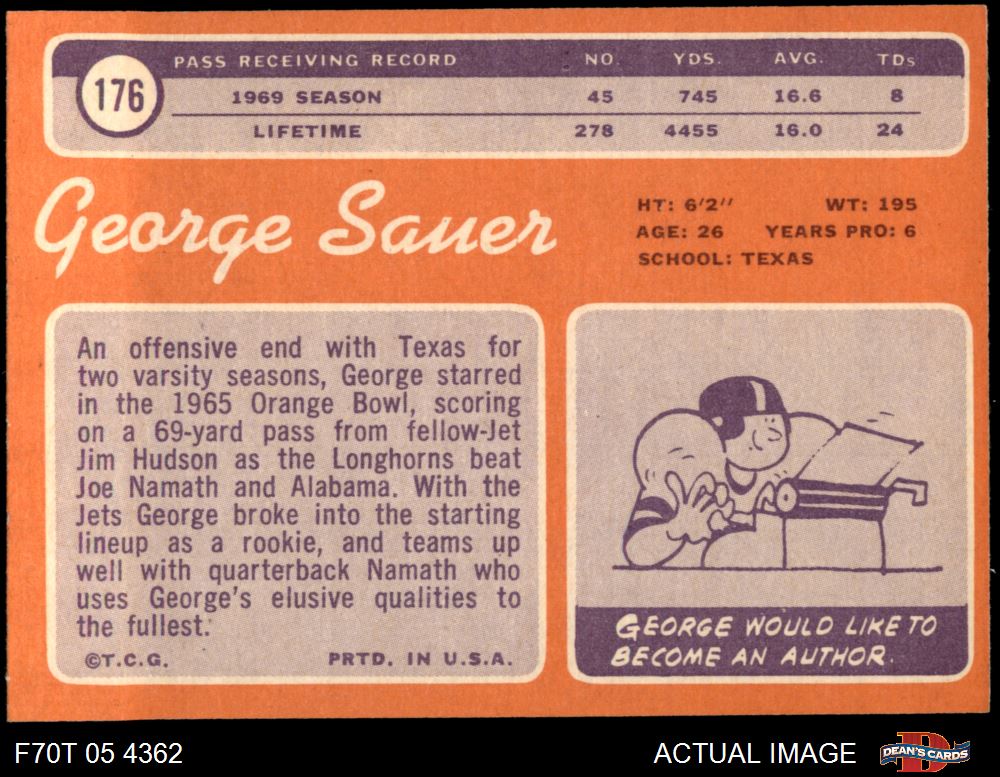 176
PASS RECEIVING RECORD NO. YDS. AVG. TDs
1969 SEASON 45 745 16.6 8
LIFETIME 278 4455 16.0 24
George Sauer
HT: 6'2" WT: 195
AGE: 26 YEARS PRO: 6
SCHOOL: TEXAS
An offensive end with Texas for
two varsity seasons, George starred
in the 1965 Orange Bowl, scoring
on a 69-yard pass from fellow-Jet
Jim Hudson as the Longhorns beat
Joe Namath and Alabama. With the
Jets George broke into the starting
lineup as a rookie, and teams up
well with quarterback Namath who
uses George's elusive qualities to
the fullest.
©T.C.G. PRTD. IN U.S.A.
GEORGE WOULD LIKE TO
BECOME AN AUTHOR.
F70T 05 4362 ACTUAL IMAGE
D
DEAN'S CARDS